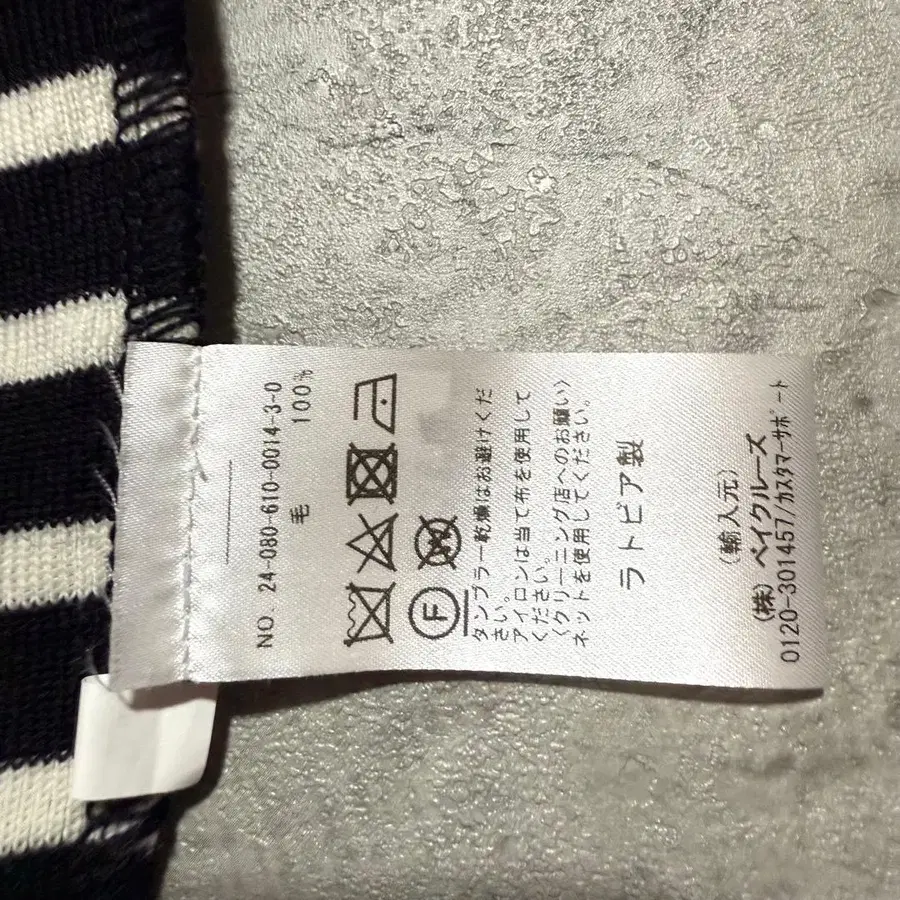 NO. 24-080-610-0014-3-0
毛 100%
F W
タンブラー乾燥はお避けくだ
さい。
アイロンは当て布を使用して
ください。
〈クリーニング店へのお願い〉
ネットを使用してください。
ラトビア製
(輸入元)
(株)ベイクルーズ
0120-301457/カスタマーサポート